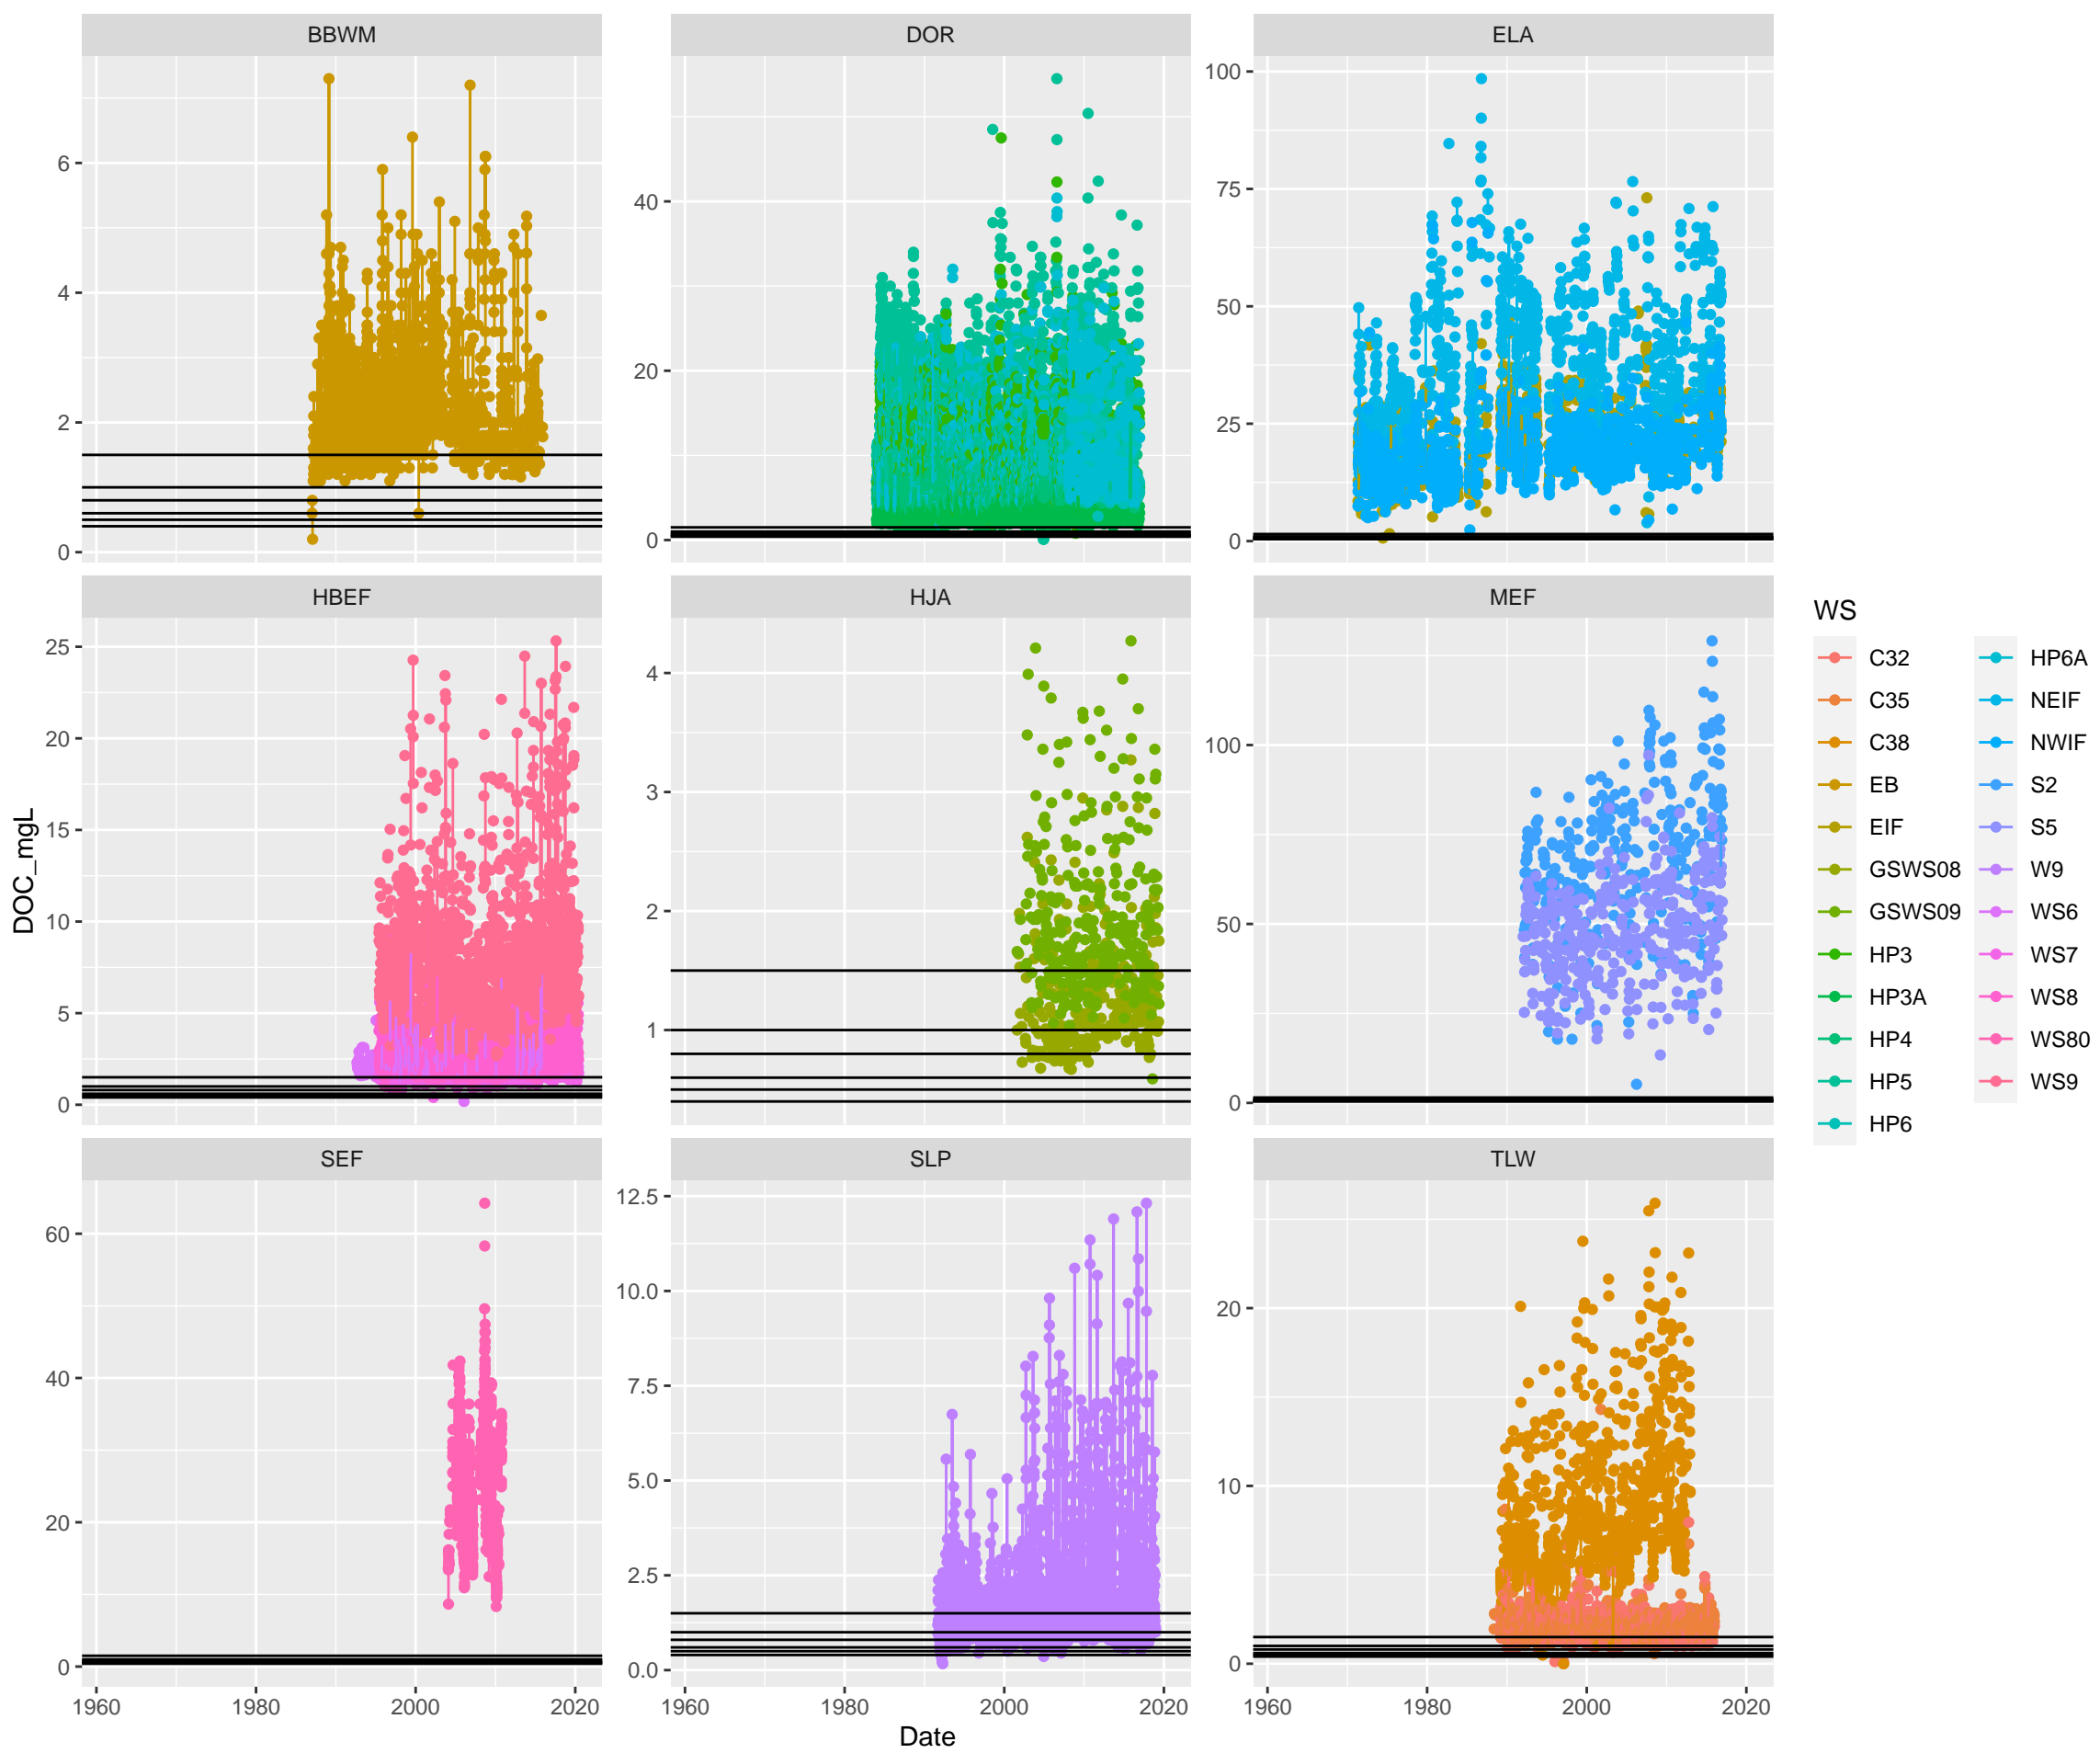 BBWM
DOR
ELA
6
4
2
0
40
20
0
100
75
50
25
0
HBEF
HJA
MEF
25
20
15
10
5
0
4
3
2
1
100
50
0
SEF
SLP
TLW
60
40
20
0
12.5
10.0
7.5
5.0
2.5
0.0
20
10
0
1960
1980
2000
2020
1960
1980
2000
2020
1960
1980
2000
2020
Date
DOC_mgL
WS
C32
C35
C38
EB
EIF
GSWS08
GSWS09
HP3
HP3A
HP4
HP5
HP6
HP6A
NEIF
NWIF
S2
S5
W9
WS6
WS7
WS8
WS80
WS9